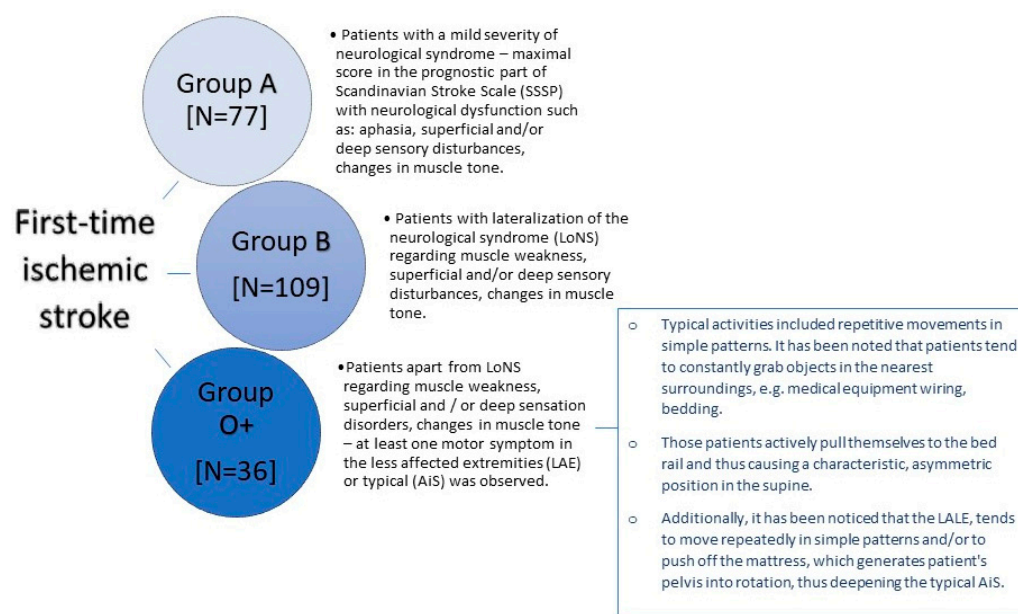 First-time
ischemic
stroke
Group A
[N=77]
• Patients with a mild severity of
neurological syndrome – maximal
score in the prognostic part of
Scandinavian Stroke Scale (SSSP)
with neurological dysfunction such
as: aphasia, superficial and/or
deep sensory disturbances,
changes in muscle tone.
Group B
[N=109]
• Patients with lateralization of the
neurological syndrome (LoNS)
regarding muscle weakness,
superficial and/or deep sensory
disturbances, changes in muscle
tone.
Group
O+
[N=36]
•Patients apart from LoNS
regarding muscle weakness,
superficial and / or deep sensation
disorders, changes in muscle tone
– at least one motor symptom in
the less affected extremities (LAE)
or typical (AiS) was observed.
o Typical activities included repetitive movements in
simple patterns. It has been noted that patients tend
to constantly grab objects in the nearest
surroundings, e.g. medical equipment wiring,
bedding.
o Those patients actively pull themselves to the bed
rail and thus causing a characteristic, asymmetric
position in the supine.
o Additionally, it has been noticed that the LALE, tends
to move repeatedly in simple patterns and/or to
push off the mattress, which generates patient's
pelvis into rotation, thus deepening the typical AiS.